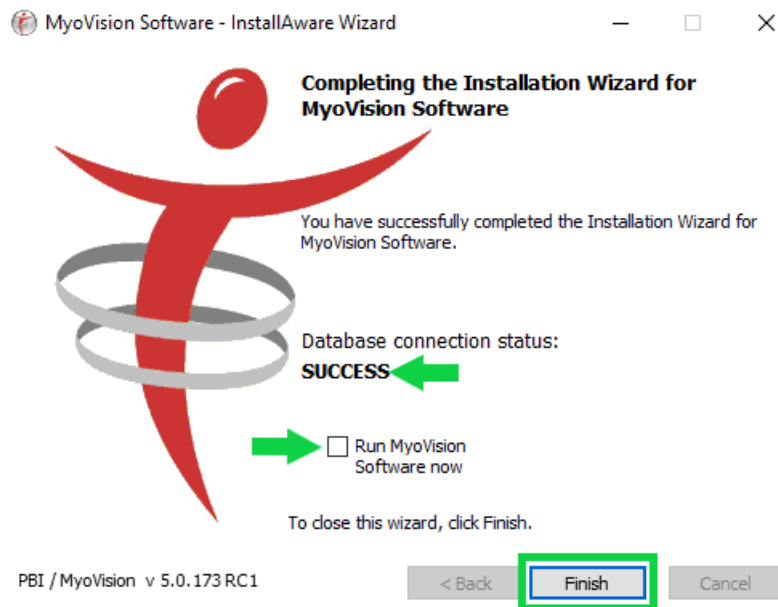 MyoVision Software - InstallAware Wizard
Completing the Installation Wizard for
MyoVision Software
You have successfully completed the Installation Wizard for
MyoVision Software.
Database connection status:
SUCCESS
Run MyoVision
Software now
To close this wizard, click Finish.
PBI / MyoVision v 5.0.173 RC1
< Back
Finish
Cancel